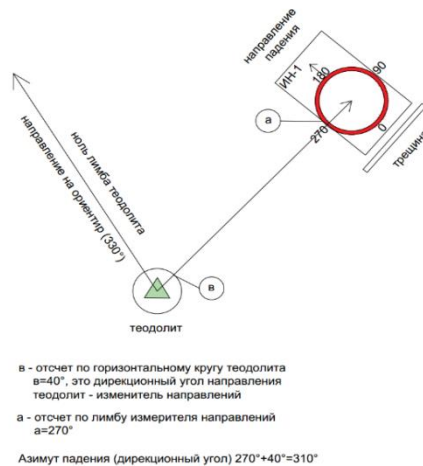 направление
падения
ИН-1
180
90
270
0
трещина
а
ноль лимба теодолита
направление на ориентир (330°)
в
теодолит
в - отсчет по горизонтальному кругу теодолита
в=40°, это дирекционный угол направления
теодолит - изменитель направлений
а - отсчет по лимбу измерителя направлений
а=270°
Азимут падения (дирекционный угол) 270°+40°=310°